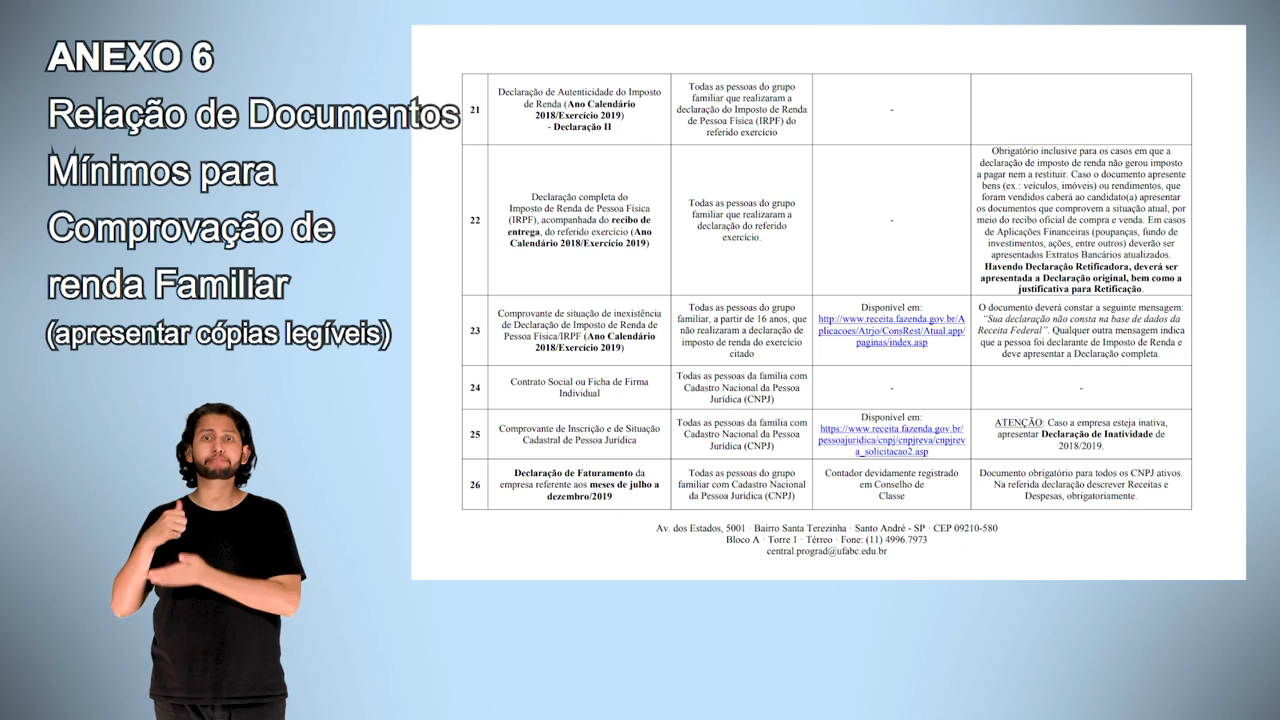 ANEXO 6
Relação de Documentos
Mínimos para
Comprovação de
renda Familiar
(apresentar cópias legíveis)
21
Declaração de Autenticidade do Imposto
de Renda (Ano Calendário
2018/Exercício 2019)
- Declaração II
Todas as pessoas do grupo
familiar que realizaram a
declaração do Imposto de Renda
de Pessoa Física (IRPF) do
referido exercício
-
22
Declaração completa do
Imposto de Renda de Pessoa Física
(IRPF), acompanhada do recibo de
entrega, do referido exercício (Ano
Calendário 2018/Exercício 2019)
Todas as pessoas do grupo
familiar que realizaram a
declaração do referido
exercício.
-
Obrigatório inclusive para os casos em que a
declaração de imposto de renda não gerou imposto
a pagar nem a restituir. Caso o documento apresente
bens (ex.: veículos, imóveis) ou rendimentos, que
foram vendidos caberá ao candidato(a) apresentar
os documentos que comprovem a situação atual, por
meio do recibo oficial de compra e venda. Em casos
de Aplicações Financeiras (poupanças, fundo de
investimentos, ações, entre outros) deverão ser
apresentados Extratos Bancários atualizados.
Havendo Declaração Retificadora, deverá ser
apresentada a Declaração original, bem como a
justificativa para Retificação.
23
Comprovante de situação de inexistência
de Declaração de Imposto de Renda de
Pessoa Física/IRPF (Ano Calendário
2018/Exercício 2019)
Todas as pessoas do grupo
familiar, a partir de 16 anos, que
não realizaram a declaração de
imposto de renda do exercício
citado
Disponível em:
http://www.receita.fazenda.gov.br/A
plicacoes/Atrjo/ConsRest/Atual.app/
paginas/index.asp
O documento deverá constar a seguinte mensagem:
"Sua declaração não consta na base de dados da
Receita Federal". Qualquer outra mensagem indica
que a pessoa foi declarante de Imposto de Renda e
deve apresentar a Declaração completa.
24
Contrato Social ou Ficha de Firma
Individual
Todas as pessoas da família com
Cadastro Nacional da Pessoa
Jurídica (CNPJ)
-
-
25
Comprovante de Inscrição e de Situação
Cadastral de Pessoa Jurídica
Todas as pessoas da família com
Cadastro Nacional da Pessoa
Jurídica (CNPJ)
Disponível em:
https://www.receita.fazenda.gov.br/
pessoajuridica/cnpj/cnpjreva/cnpjrev
a_solicitacao2.asp
ATENÇÃO: Caso a empresa esteja inativa,
apresentar Declaração de Inatividade de
2018/2019.
26
Declaração de Faturamento da
empresa referente aos meses de julho a
dezembro/2019
Todas as pessoas do grupo
familiar com Cadastro Nacional
da Pessoa Jurídica (CNPJ)
Contador devidamente registrado
em Conselho de
Classe
Documento obrigatório para todos os CNPJ ativos.
Na referida declaração descrever Receitas e
Despesas, obrigatoriamente.
Av. dos Estados, 5001 · Bairro Santa Terezinha · Santo André - SP · CEP 09210-580
Bloco A · Torre 1 · Térreo · Fone: (11) 4996.7973
central.prograd@ufabc.edu.br